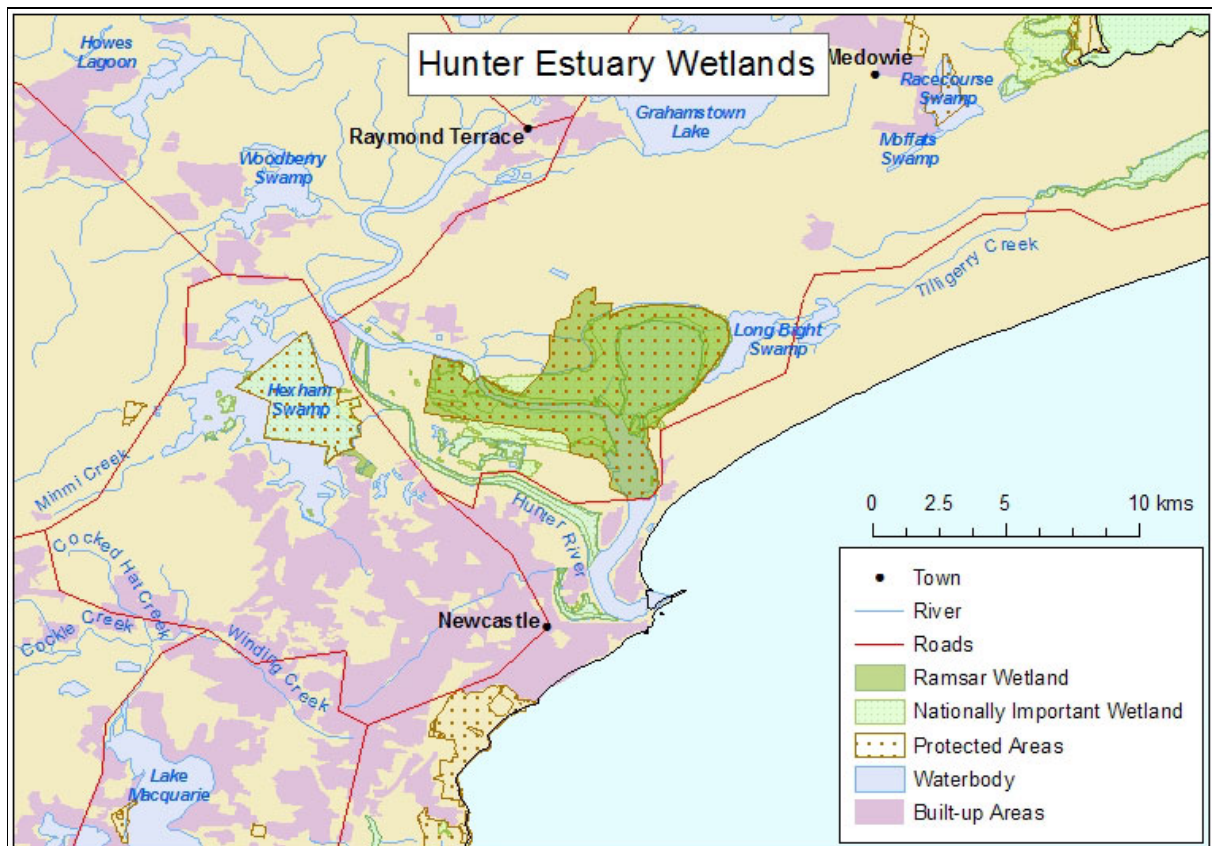 Hunter Estuary Wetlands
Howes
Lagoon
Medowie
Racecourse
Swamp
Grahamstown
Lake
Raymond Terrace
Moffats
Swamp
Woodberry
Swamp
Tilligerry Creek
Long Bight
Swamp
Hexham
Swamp
Minmi Creek
Hunter River
Cocked Hat Creek
Cockle Creek
Winding Creek
Newcastle
Lake
Macquarie
0 2.5 5 10 kms
Town
River
Roads
Ramsar Wetland
Nationally Important Wetland
Protected Areas
Waterbody
Built-up Areas